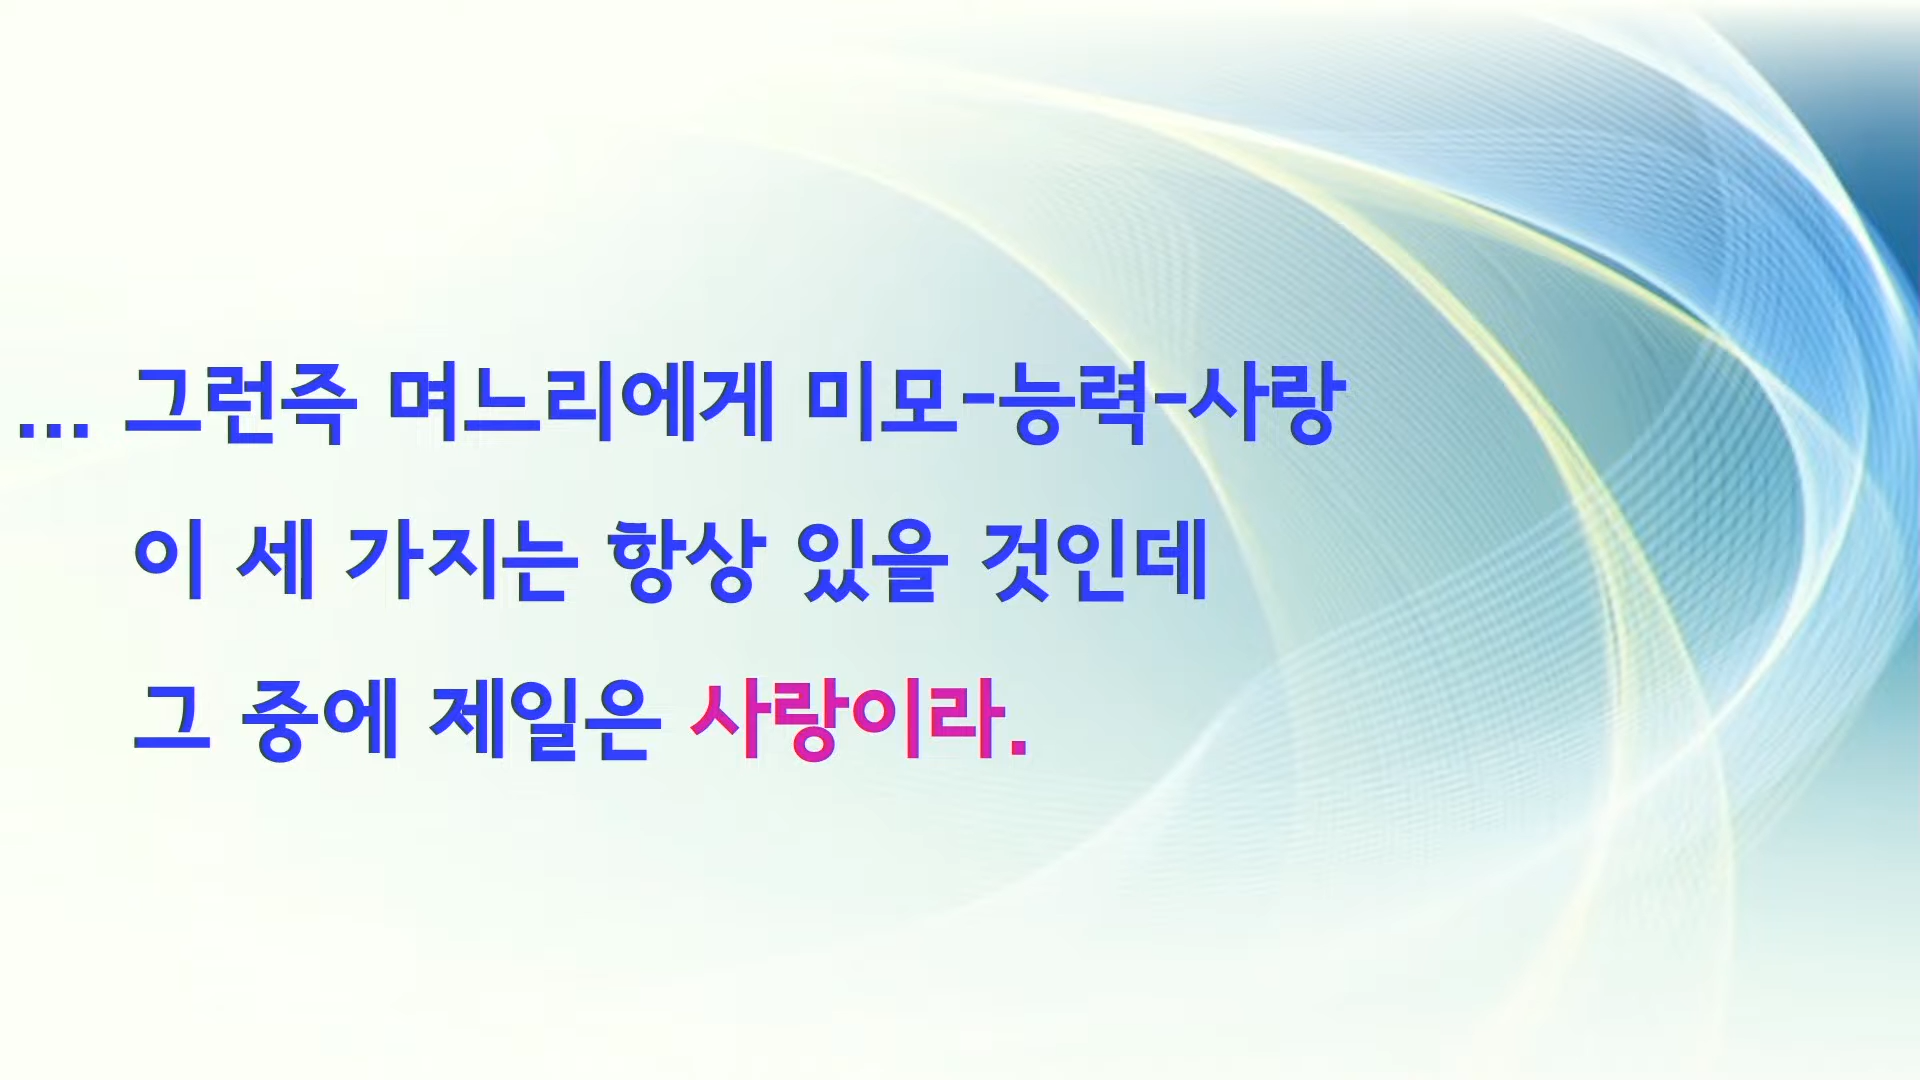 ... 그런즉 며느리에게 미모-능력-사랑
이 세 가지는 항상 있을 것인데
그 중에 제일은 사랑이라.